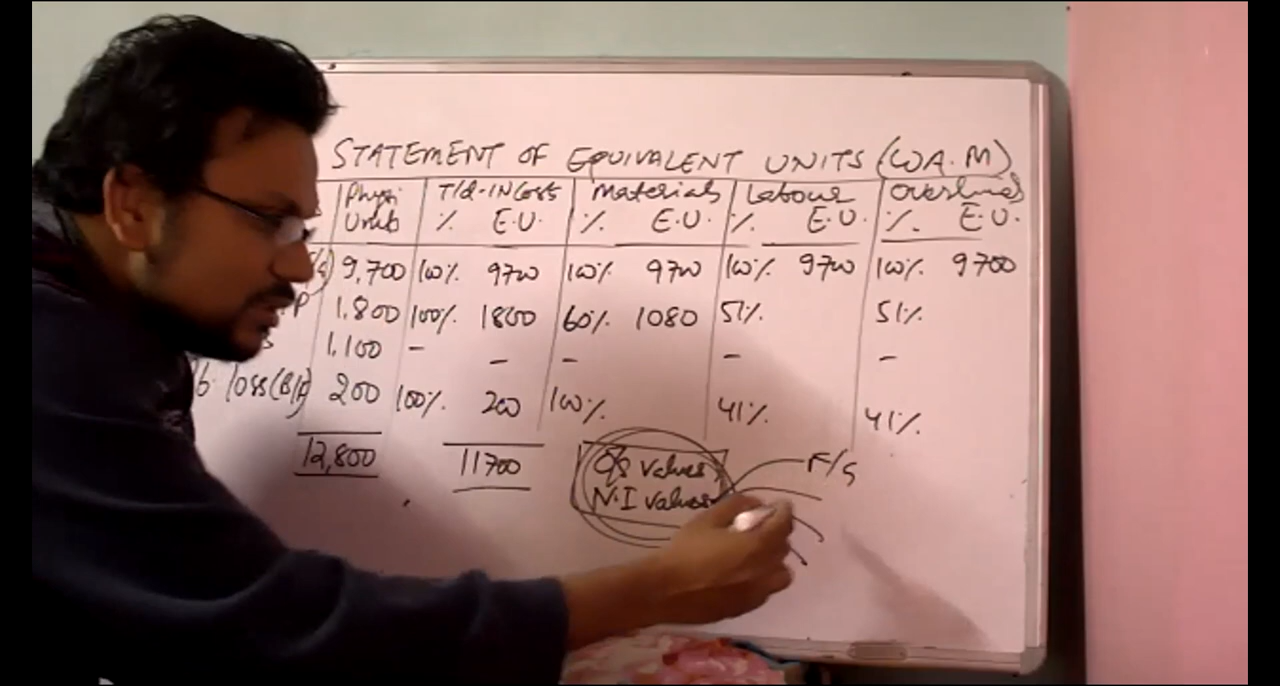 STATEMENT OF EQUIVALENT UNITS (W.A.M)
Physi Units T/d-IN Costs Materials Labour Overheads
% E.U. % E.U. % E.U. % E.U.
9,700 100% 9700 100% 9700 100% 9700 100% 9700
1,800 100% 1800 60% 1080 51% 51%
1,100 - - - - -
loss 200 100% 200 100% 41% 41%
12,800 11700 O/s values, F/G
N.I values